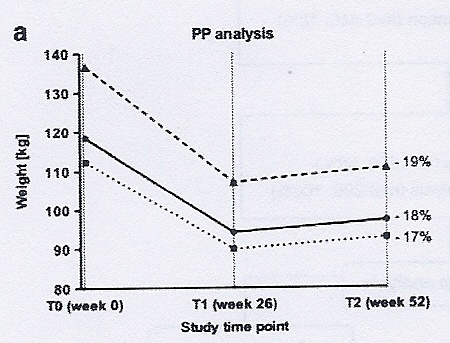 a
PP analysis
Weight [kg]
140
130
120
110
100
90
80
- 19%
- 18%
- 17%
T0 (week 0) T1 (week 26) T2 (week 52)
Study time point